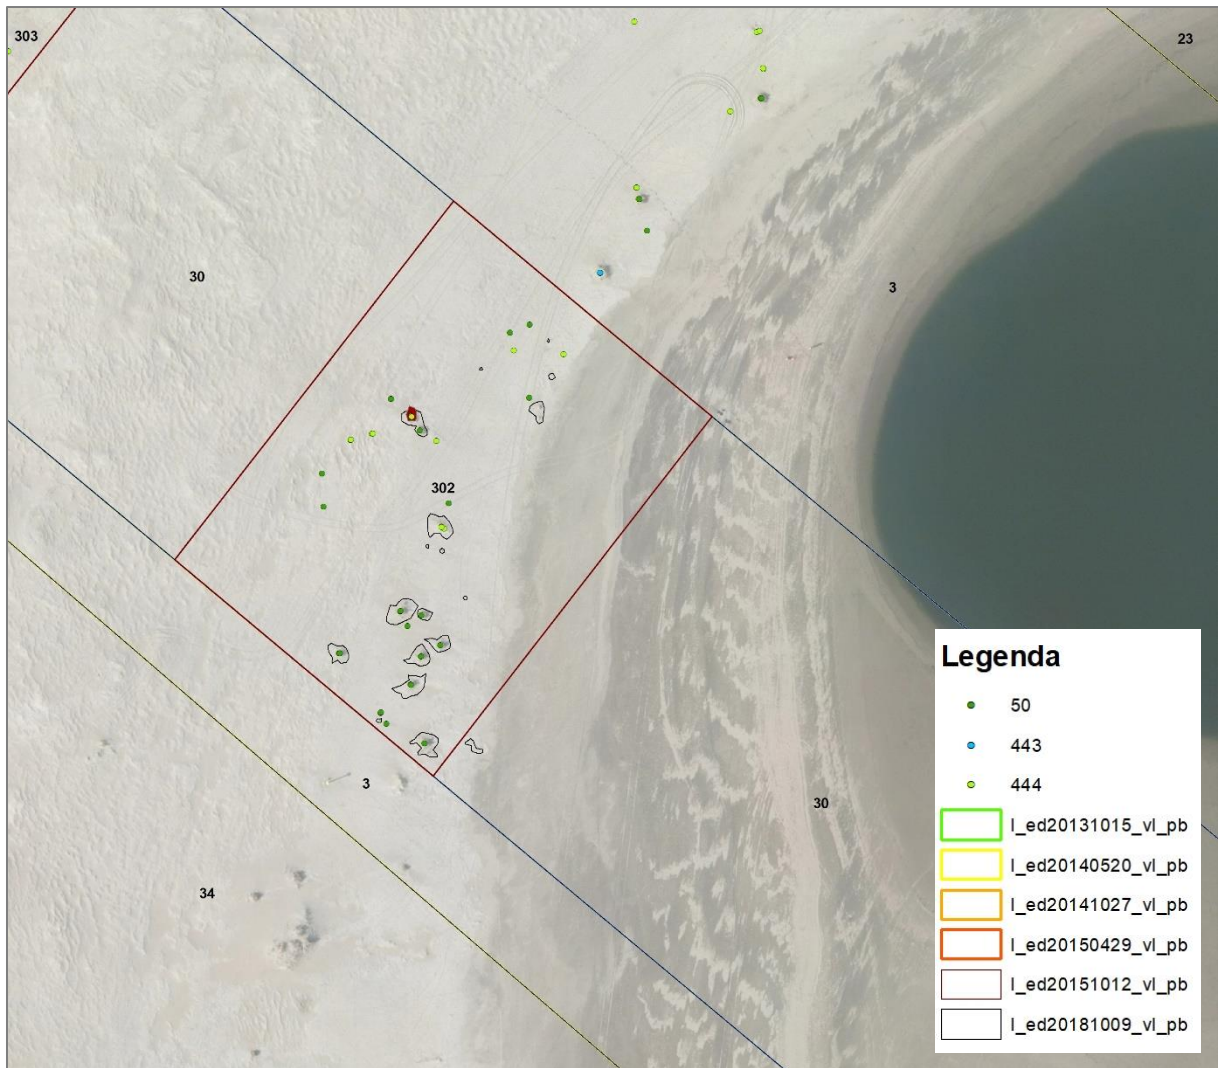 303
23
30
3
302
3
30
34
Legenda
50
443
444
l_ed20131015_vl_pb
l_ed20140520_vl_pb
l_ed20141027_vl_pb
l_ed20150429_vl_pb
l_ed20151012_vl_pb
l_ed20181009_vl_pb